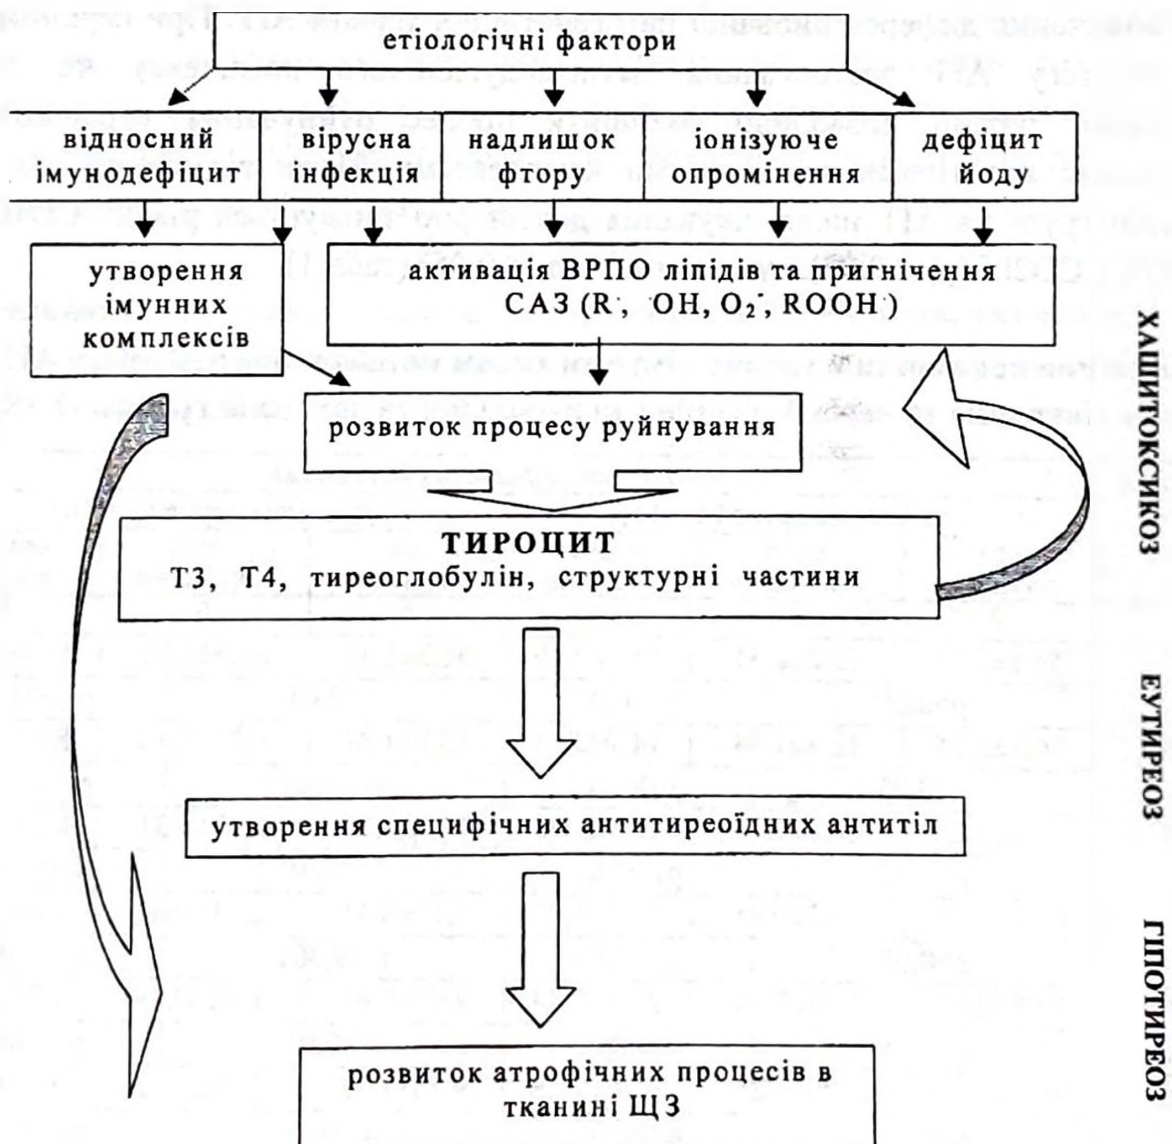 етіологічні фактори
відносний
імунодефіцит
вірусна
інфекція
надлишок
фтору
іонізуюче
опромінення
дефіцит
йоду
утворення
імунних
комплексів
активація ВРПО ліпідів та пригнічення
САЗ (R˙, ˙OH, O₂˙, ROOH˙)
розвиток процесу руйнування
ТИРОЦИТ
Т3, Т4, тиреоглобулін, структурні частини
утворення специфічних антитиреоїдних антитіл
розвиток атрофічних процесів в
тканині ЩЗ
ХАШИТОКСИКОЗ
ЕУТИРЕОЗ
ГІПОТИРЕОЗ